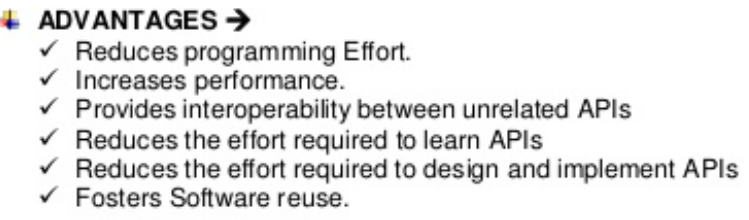 ADVANTAGES →
✓ Reduces programming Effort.
✓ Increases performance.
✓ Provides interoperability between unrelated APIs
✓ Reduces the effort required to learn APIs
✓ Reduces the effort required to design and implement APIs
✓ Fosters Software reuse.